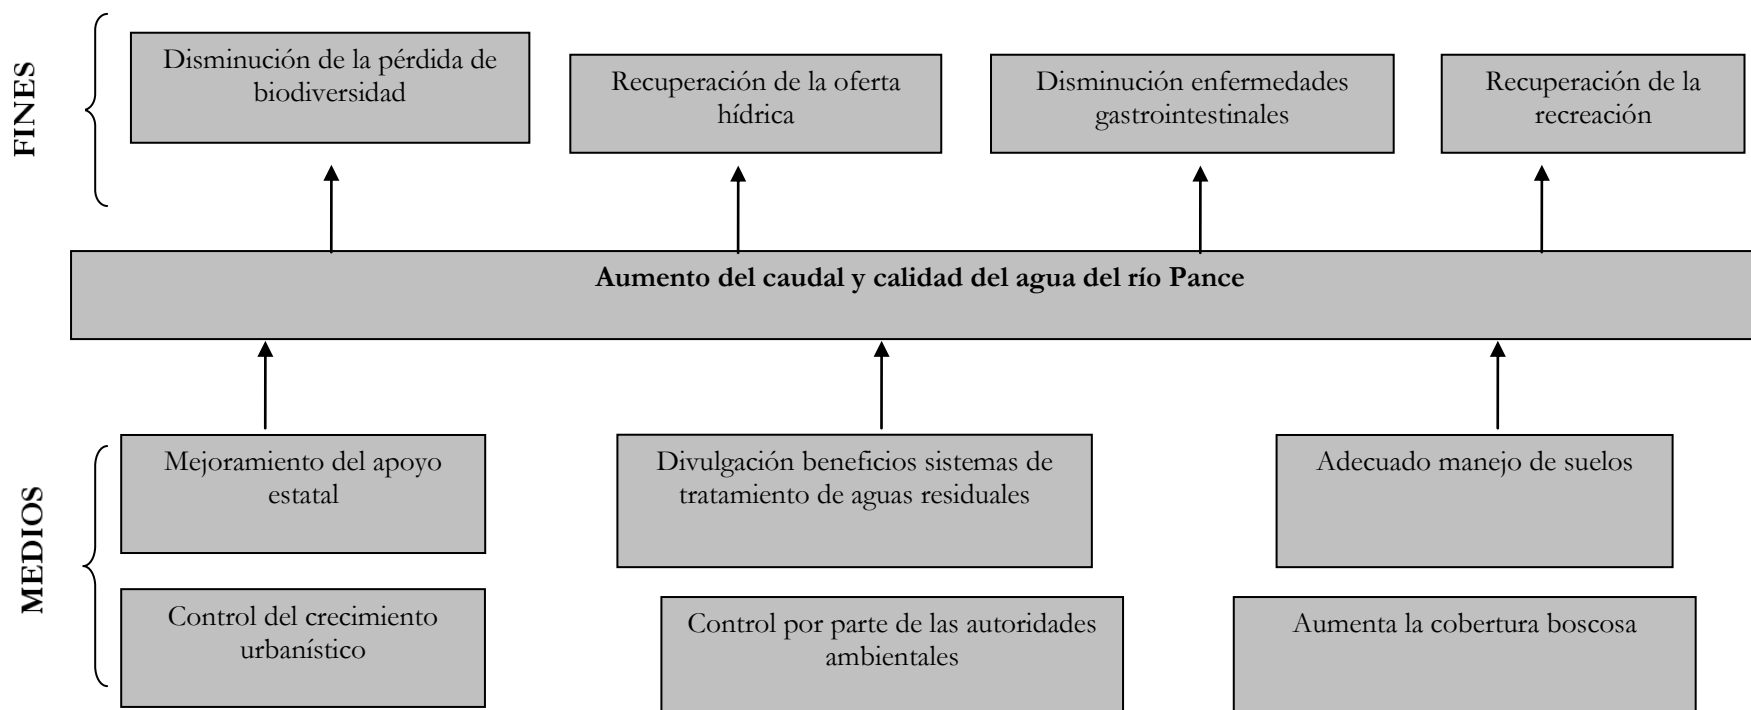 FINES
Disminución de la pérdida de
biodiversidad
Recuperación de la oferta
hídrica
Disminución enfermedades
gastrointestinales
Recuperación de la
recreación
Aumento del caudal y calidad del agua del río Pance
MEDIOS
Mejoramiento del apoyo
estatal
Divulgación beneficios sistemas de
tratamiento de aguas residuales
Adecuado manejo de suelos
Control del crecimiento
urbanístico
Control por parte de las autoridades
ambientales
Aumenta la cobertura boscosa